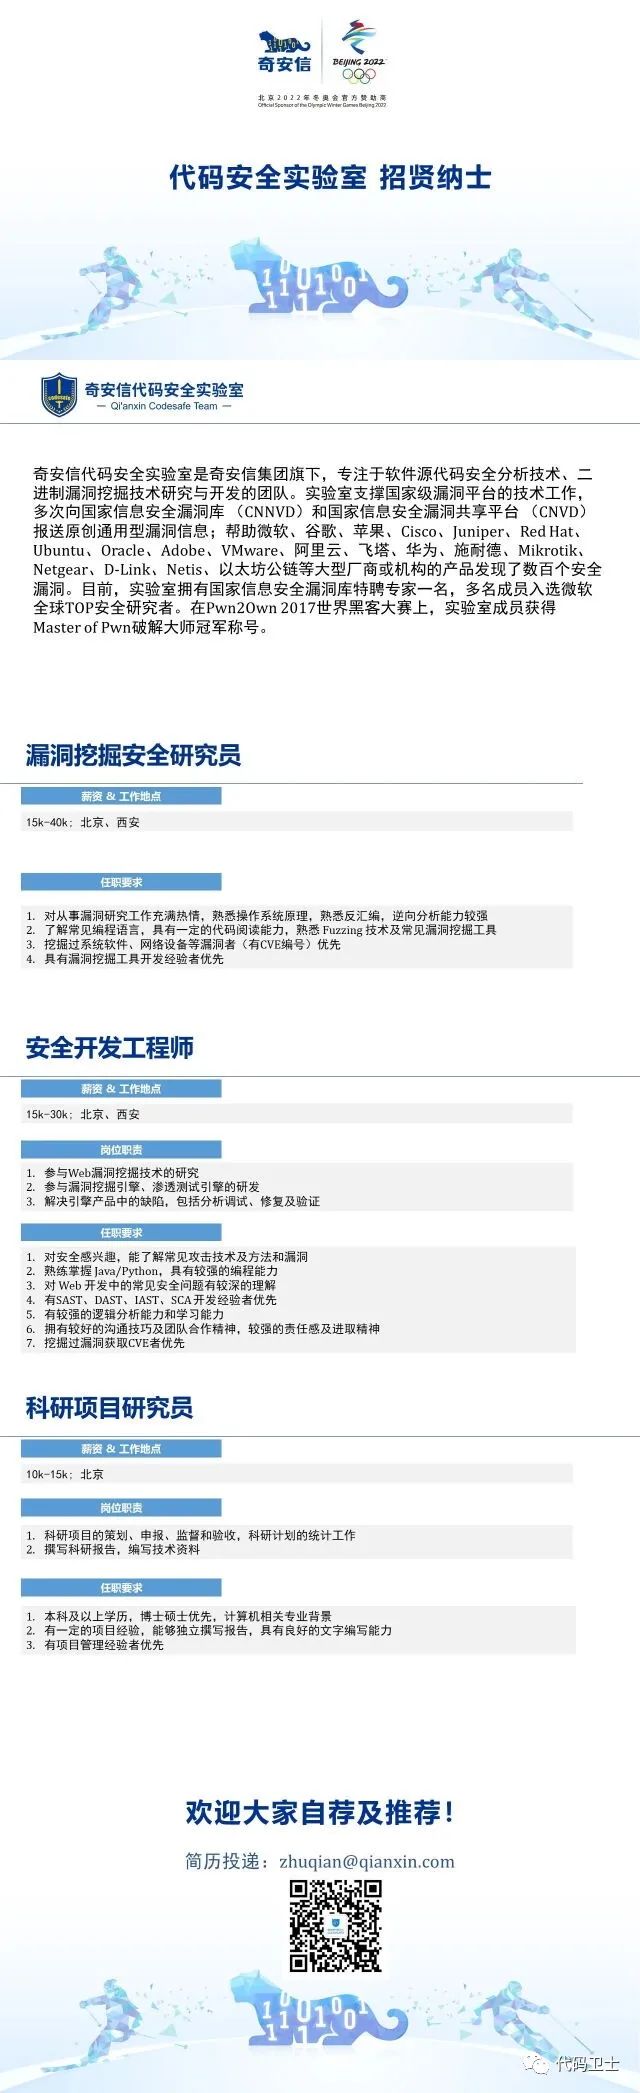 奇安信
BEIJING 2022
北京2022年冬奥会官方赞助商
Official Sponsor of the Olympic Winter Games Beijing 2022
代码安全实验室 招贤纳士
codesafe
奇安信代码安全实验室
— Qi'anxin Codesafe Team —
奇安信代码安全实验室是奇安信集团旗下，专注于软件源代码安全分析技术、二
进制漏洞挖掘技术研究与开发的团队。实验室支撑国家级漏洞平台的技术工作，
多次向国家信息安全漏洞库 （CNNVD）和国家信息安全漏洞共享平台 （CNVD）
报送原创通用型漏洞信息；帮助微软、谷歌、苹果、Cisco、Juniper、Red Hat、
Ubuntu、Oracle、Adobe、VMware、阿里云、飞塔、华为、施耐德、Mikrotik、
Netgear、D-Link、Netis、以太坊公链等大型厂商或机构的产品发现了数百个安全
漏洞。目前，实验室拥有国家信息安全漏洞库特聘专家一名，多名成员入选微软
全球TOP安全研究者。在Pwn2Own 2017世界黑客大赛上，实验室成员获得
Master of Pwn破解大师冠军称号。
漏洞挖掘安全研究员
薪资 & 工作地点
15k-40k；北京、西安
任职要求
1. 对从事漏洞研究工作充满热情，熟悉操作系统原理，熟悉反汇编，逆向分析能力较强
2. 了解常见编程语言，具有一定的代码阅读能力，熟悉 Fuzzing 技术及常见漏洞挖掘工具
3. 挖掘过系统软件、网络设备等漏洞者（有CVE编号）优先
4. 具有漏洞挖掘工具开发经验者优先
安全开发工程师
薪资 & 工作地点
15k-30k；北京、西安
岗位职责
1. 参与Web漏洞挖掘技术的研究
2. 参与漏洞挖掘引擎、渗透测试引擎的研发
3. 解决引擎产品中的缺陷，包括分析调试、修复及验证
任职要求
1. 对安全感兴趣，能了解常见攻击技术及方法和漏洞
2. 熟练掌握 Java/Python，具有较强的编程能力
3. 对 Web 开发中的常见安全问题有较深的理解
4. 有SAST、DAST、IAST、SCA 开发经验者优先
5. 有较强的逻辑分析能力和学习能力
6. 拥有较好的沟通技巧及团队合作精神，较强的责任感及进取精神
7. 挖掘过漏洞获取CVE者优先
科研项目研究员
薪资 & 工作地点
10k-15k；北京
岗位职责
1. 科研项目的策划、申报、监督和验收，科研计划的统计工作
2. 撰写科研报告，编写技术资料
任职要求
1. 本科及以上学历，博士硕士优先，计算机相关专业背景
2. 有一定的项目经验，能够独立撰写报告，具有良好的文字编写能力
3. 有项目管理经验者优先
欢迎大家自荐及推荐！
简历投递：zhuqian@qianxin.com
代码卫士